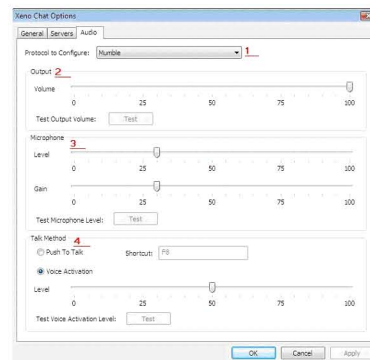 Xeno Chat Options
General Servers Audio
Protocol to Configure: Mumble 1
Output 2
Volume
0 25 50 75 100
Test Output Volume: Test
Microphone 3
Level
0 25 50 75 100
Gain
0 25 50 75 100
Test Microphone Level: Test
Talk Method 4
Push To Talk Shortcut: F8
Voice Activation
Level
0 25 50 75 100
Test Voice Activation Level: Test
OK Cancel Apply